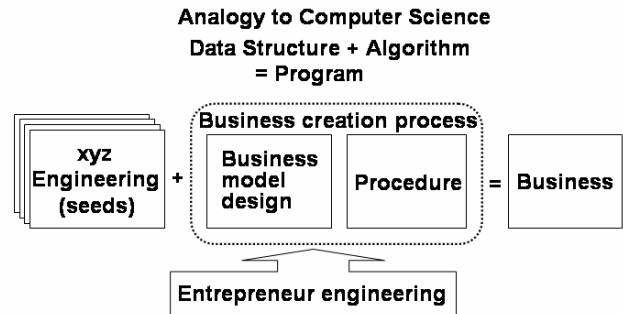 Analogy to Computer Science
Data Structure + Algorithm
= Program
Business creation process
xyz
Engineering
(seeds)
+
Business
model
design
Procedure
=
Business
Entrepreneur engineering